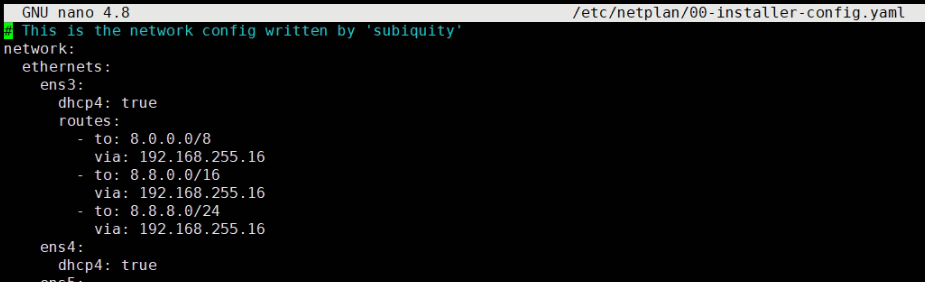 GNU nano 4.8 /etc/netplan/00-installer-config.yaml
# This is the network config written by 'subiquity'
network:
  ethernets:
    ens3:
      dhcp4: true
      routes:
        - to: 8.0.0.0/8
          via: 192.168.255.16
        - to: 8.8.0.0/16
          via: 192.168.255.16
        - to: 8.8.8.0/24
          via: 192.168.255.16
    ens4:
      dhcp4: true